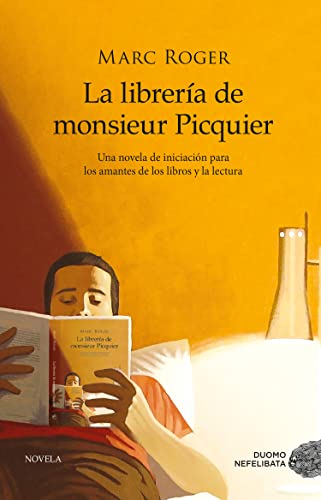 MARC ROGER
La librería de
monsieur Picquier
Una novela de iniciación para
los amantes de los libros y la lectura
MARC ROGER
La librería de
monsieur Picquier
NOVELA
DUOMO
NEFELIBATA